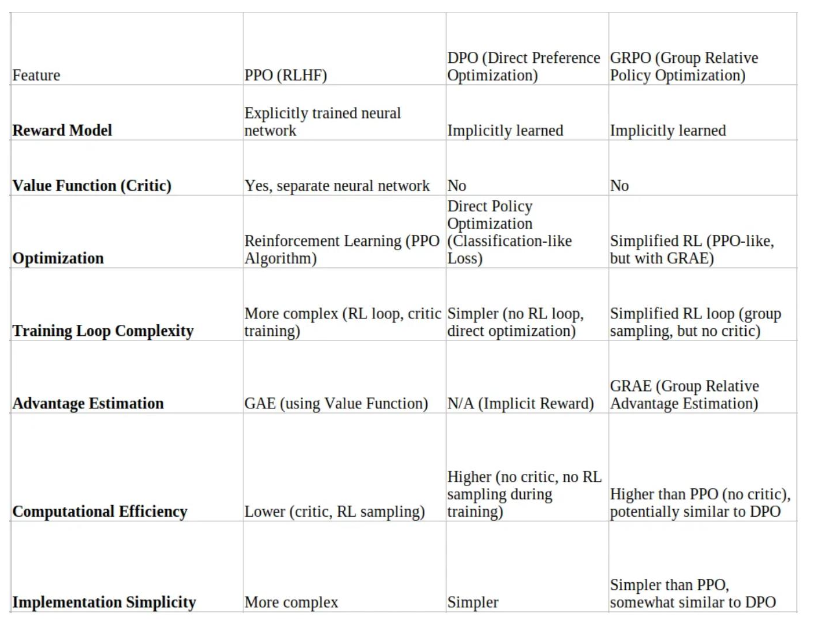 Feature
PPO (RLHF)
DPO (Direct Preference
Optimization)
GRPO (Group Relative
Policy Optimization)
Reward Model
Explicitly trained neural
network
Implicitly learned
Implicitly learned
Value Function (Critic)
Yes, separate neural network
No
No
Optimization
Reinforcement Learning (PPO
Algorithm)
Direct Policy
Optimization
(Classification-like
Loss)
Simplified RL (PPO-like,
but with GRAE)
Training Loop Complexity
More complex (RL loop, critic
training)
Simpler (no RL loop,
direct optimization)
Simplified RL loop (group
sampling, but no critic)
Advantage Estimation
GAE (using Value Function)
N/A (Implicit Reward)
GRAE (Group Relative
Advantage Estimation)
Computational Efficiency
Lower (critic, RL sampling)
Higher (no critic, no RL
sampling during
training)
Higher than PPO (no critic),
potentially similar to DPO
Implementation Simplicity
More complex
Simpler
Simpler than PPO,
somewhat similar to DPO